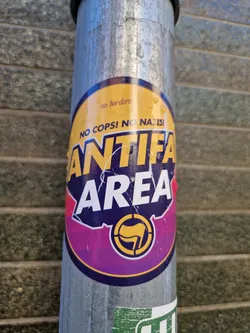 no borders
NO COPS! NO NAZIS!
ANTIFA
AREA